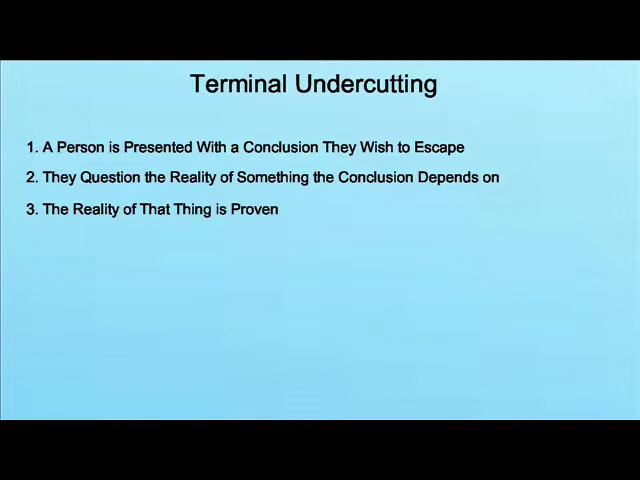 Terminal Undercutting
1. A Person is Presented With a Conclusion They Wish to Escape
2. They Question the Reality of Something the Conclusion Depends on
3. The Reality of That Thing is Proven